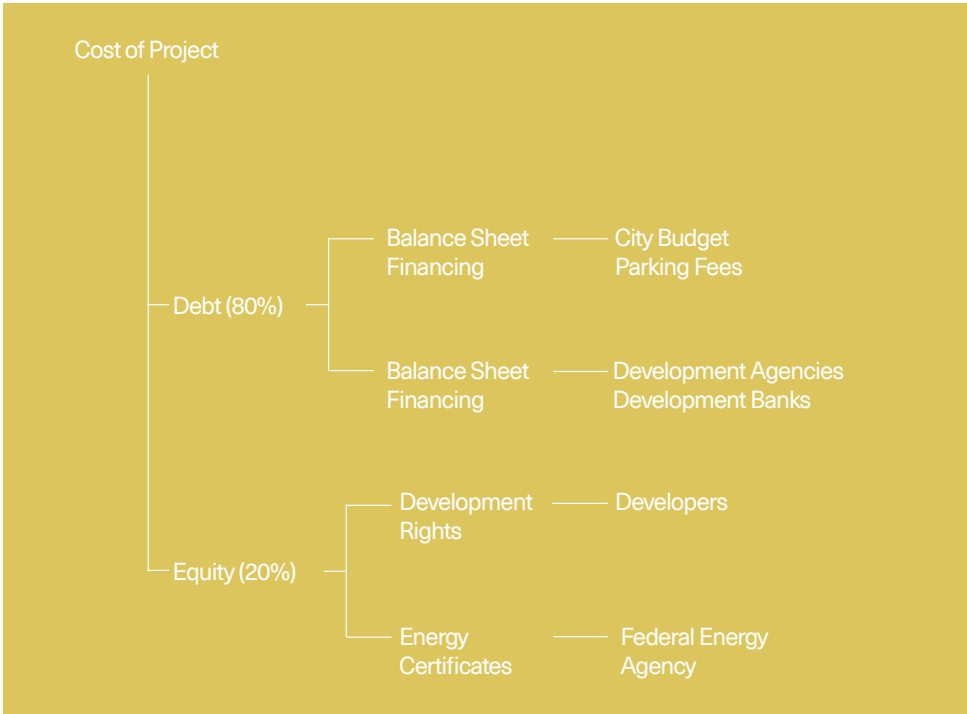 Cost of Project
Balance Sheet
Financing
City Budget
Parking Fees
Debt (80%)
Balance Sheet
Financing
Development Agencies
Development Banks
Development
Rights
Developers
Equity (20%)
Energy
Certificates
Federal Energy
Agency